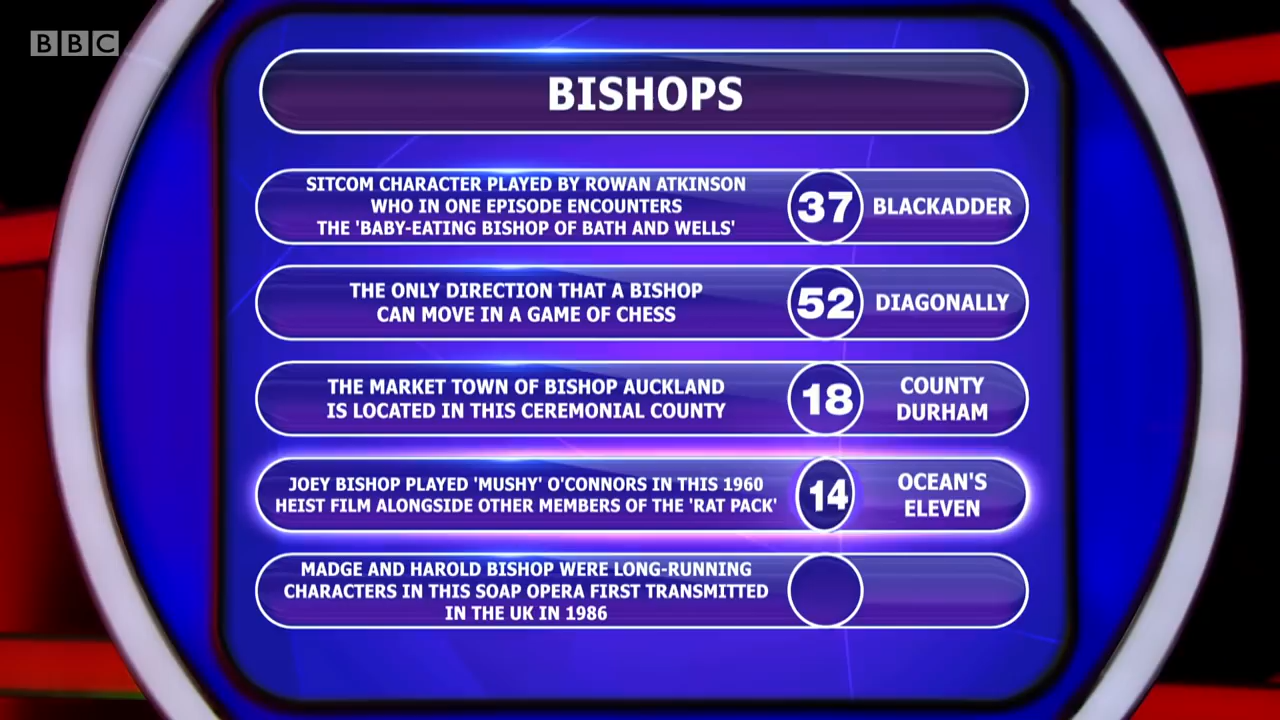 BBC
BISHOPS
SITCOM CHARACTER PLAYED BY ROWAN ATKINSON
WHO IN ONE EPISODE ENCOUNTERS
THE 'BABY-EATING BISHOP OF BATH AND WELLS'
37
BLACKADDER
THE ONLY DIRECTION THAT A BISHOP
CAN MOVE IN A GAME OF CHESS
52
DIAGONALLY
THE MARKET TOWN OF BISHOP AUCKLAND
IS LOCATED IN THIS CEREMONIAL COUNTY
18
COUNTY
DURHAM
JOEY BISHOP PLAYED 'MUSHY' O'CONNORS IN THIS 1960
HEIST FILM ALONGSIDE OTHER MEMBERS OF THE 'RAT PACK'
14
OCEAN'S
ELEVEN
MADGE AND HAROLD BISHOP WERE LONG-RUNNING
CHARACTERS IN THIS SOAP OPERA FIRST TRANSMITTED
IN THE UK IN 1986